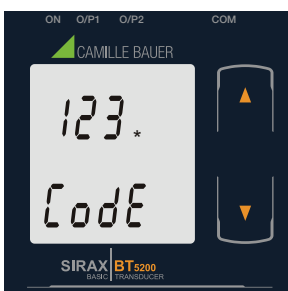 ON O/P1 O/P2 COM
CAMILLE BAUER
123.*
CodE
SIRAX BT5200
BASIC TRANSDUCER